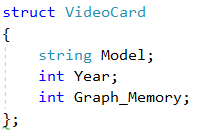 struct VideoCard
{
    string Model;
    int Year;
    int Graph_Memory;
};